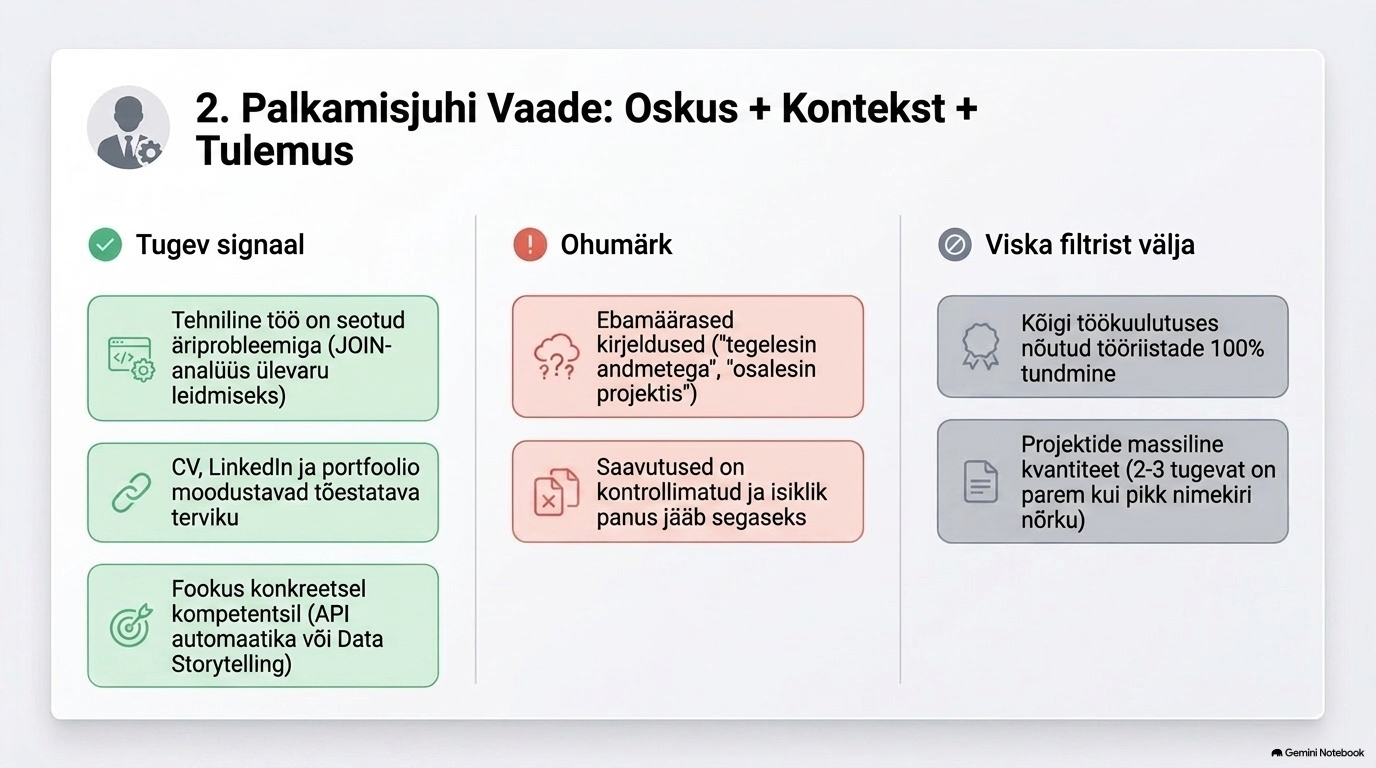 2. Palkamisjuhi Vaade: Oskus + Kontekst +
Tulemus
Tugev signaal
Tehniline töö on seotud
äriprobleemiga (JOIN-
analüüs ülevaru
leidmiseks)
CV, LinkedIn ja portfoolio
moodustavad tõestatava
terviku
Fookus konkreetsel
kompetentsil (API
automaatika või Data
Storytelling)
Ohumärk
Ebamäärased
kirjeldused ("tegelesin
andmetega", "osalesin
projektis")
Saavutused on
kontrollimatud ja isiklik
panus jääb segaseks
Viska filtrist välja
Kõigi töökuulutuses
nõutud tööriistade 100%
tundmine
Projektide massiline
kvantiteet (2-3 tugevat on
parem kui pikk nimekiri
nõrku)
Gemini Notebook